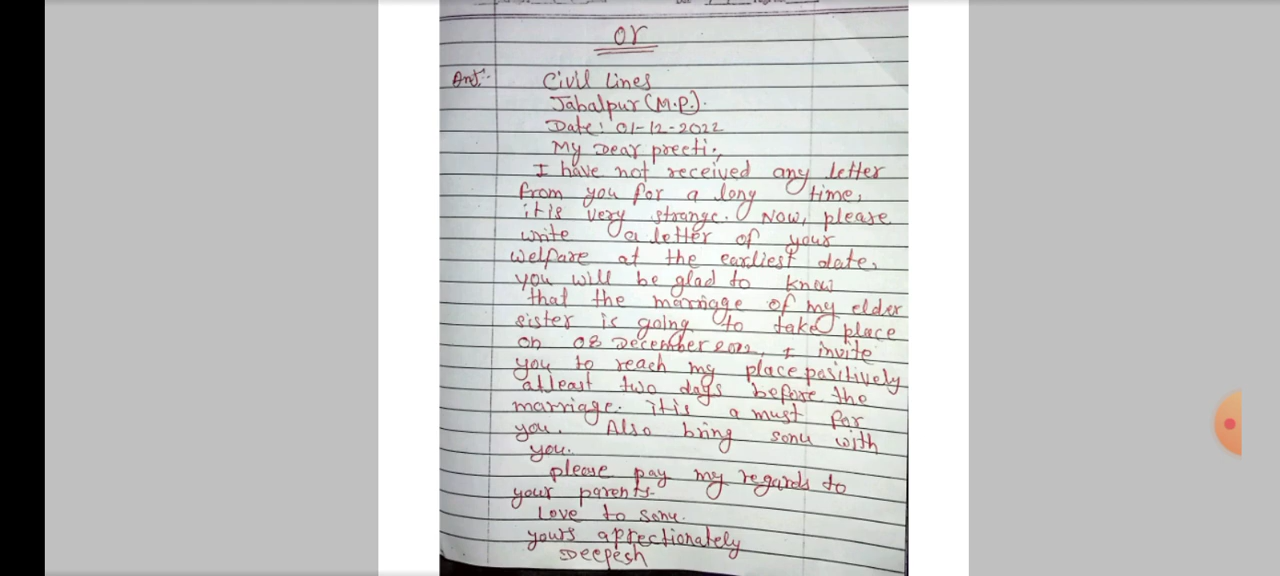 or
Ans:- Civil Lines
Jabalpur (M.P.).
Date: 01-12-2022
My Dear preeti,
I have not received any letter
from you for a long time,
it is very strange. Now, please
write a letter of your
welfare at the earliest date,
you will be glad to know
that the marriage of my elder
sister is going to take place
on 08 December 2022, I invite
you to reach my place positively
atleast two days before the
marriage. it is a must for
you. Also bring sonu with
you.
please pay my regards to
your parents.
Love to sonu.
yours affectionately
Deepesh